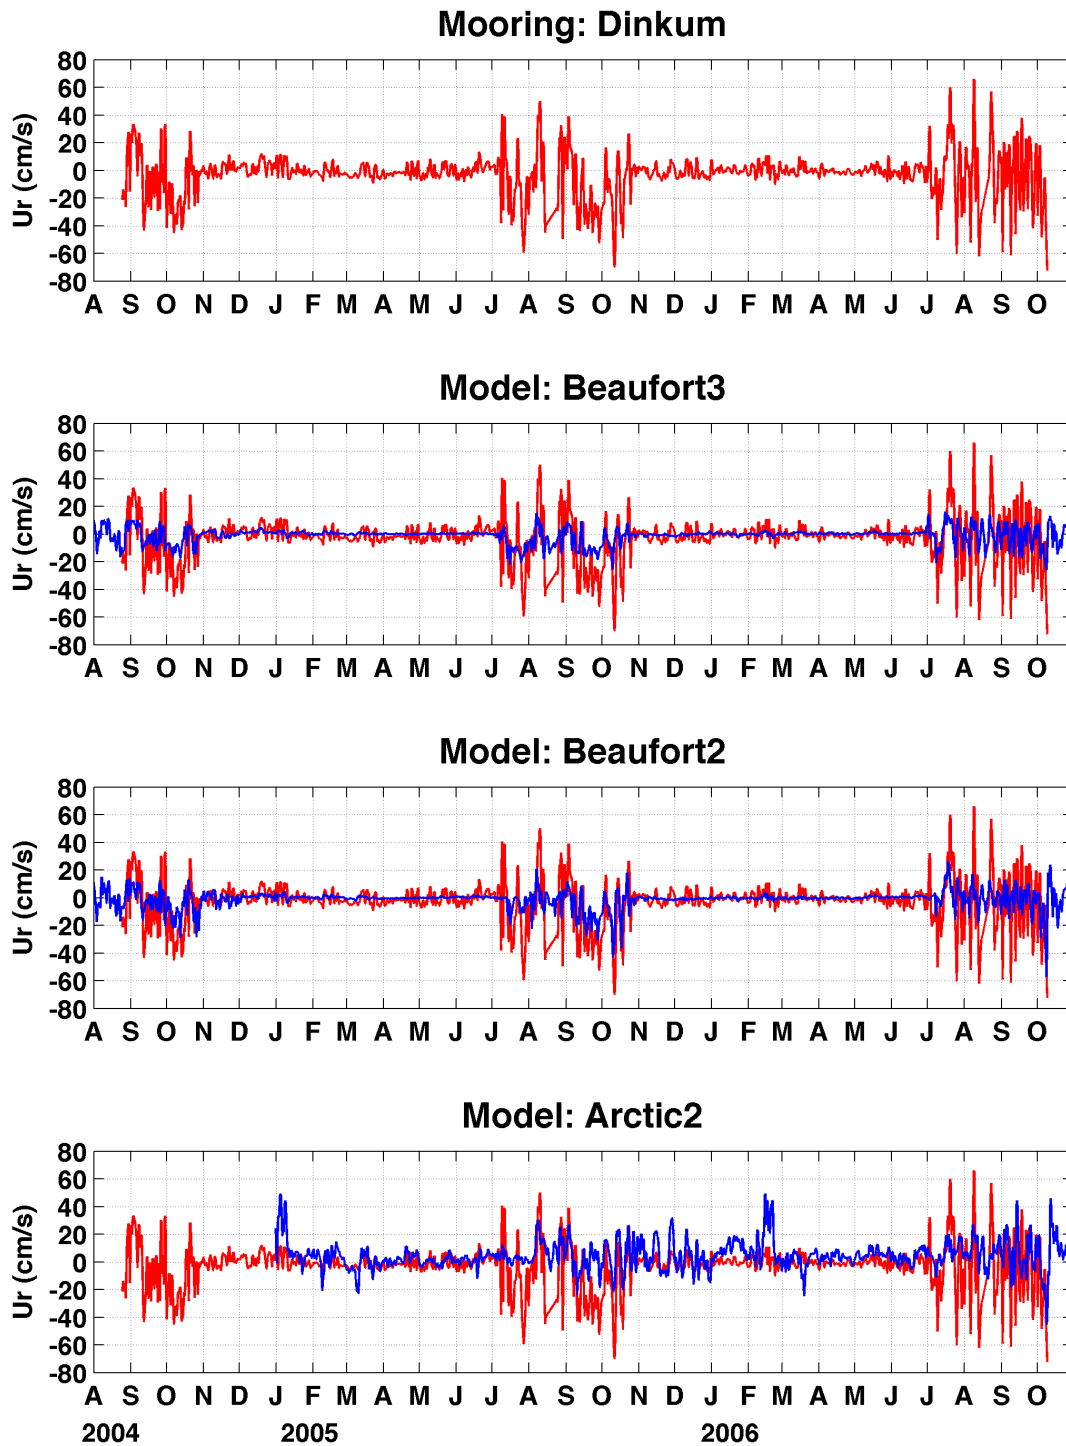 Mooring: Dinkum
Ur (cm/s)
80
60
40
20
0
-20
-40
-60
-80
A S O N D J F M A M J J A S O N D J F M A M J J A S O
Model: Beaufort3
Ur (cm/s)
80
60
40
20
0
-20
-40
-60
-80
A S O N D J F M A M J J A S O N D J F M A M J J A S O
Model: Beaufort2
Ur (cm/s)
80
60
40
20
0
-20
-40
-60
-80
A S O N D J F M A M J J A S O N D J F M A M J J A S O
Model: Arctic2
Ur (cm/s)
80
60
40
20
0
-20
-40
-60
-80
A S O N D J F M A M J J A S O N D J F M A M J J A S O
2004 2005 2006